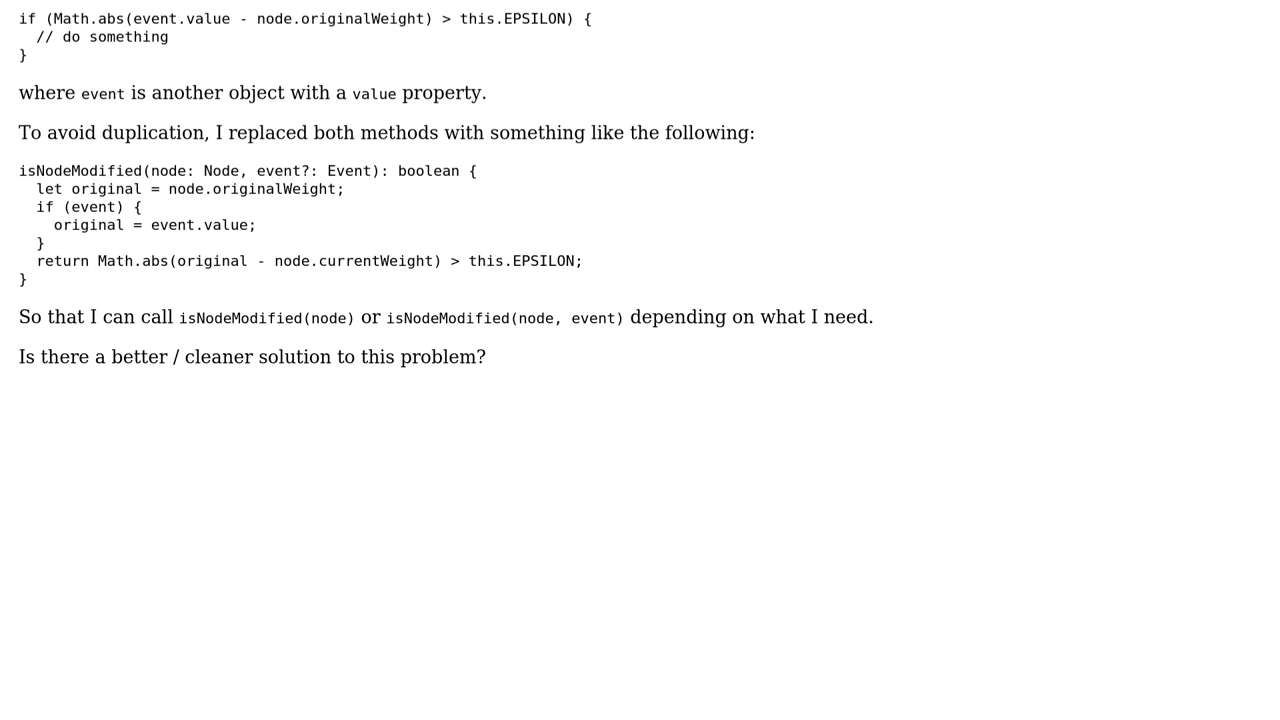 if (Math.abs(event.value - node.originalWeight) > this.EPSILON) {
  // do something
}
where event is another object with a value property.
To avoid duplication, I replaced both methods with something like the following:
isNodeModified(node: Node, event?: Event): boolean {
  let original = node.originalWeight;
  if (event) {
    original = event.value;
  }
  return Math.abs(original - node.currentWeight) > this.EPSILON;
}
So that I can call isNodeModified(node) or isNodeModified(node, event) depending on what I need.
Is there a better / cleaner solution to this problem?